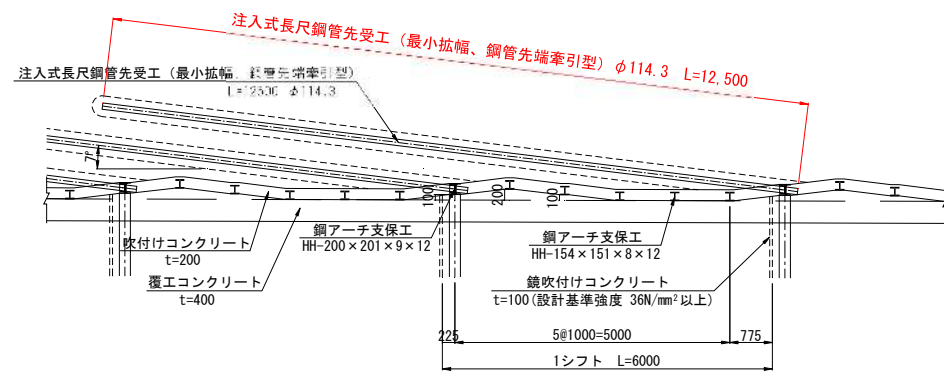 注入式長尺鋼管先受工（最小拡幅、鋼管先端牽引型）φ114.3 L=12,500
注入式長尺鋼管先受工（最小拡幅、鋼管先端牽引型）
L=12500 φ114.3
7°
100
200
100
吹付けコンクリート
t=200
鋼アーチ支保工
HH-200×201×9×12
鋼アーチ支保工
HH-154×151×8×12
覆工コンクリート
t=400
鏡吹付けコンクリート
t=100(設計基準強度 36N/mm²以上)
225
5@1000=5000
775
1シフト L=6000